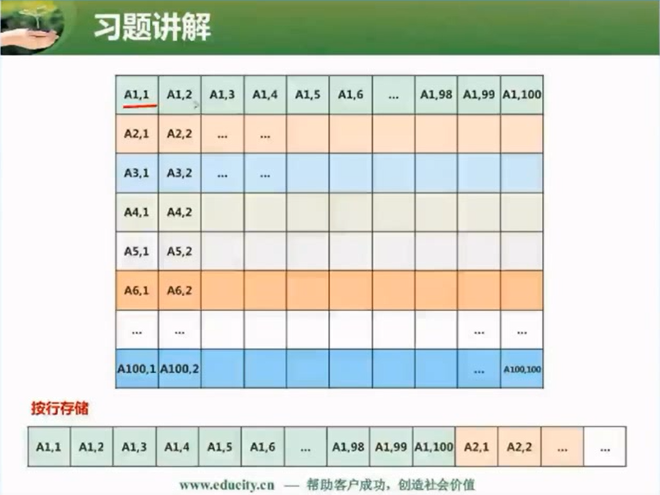 习题讲解
A1,1 A1,2 A1,3 A1,4 A1,5 A1,6 ... A1,98 A1,99 A1,100
A2,1 A2,2 ... ...
A3,1 A3,2 ... ...
A4,1 A4,2
A5,1 A5,2
A6,1 A6,2
... ... ... ...
A100,1 A100,2 ... A100,100
按行存储
A1,1 A1,2 A1,3 A1,4 A1,5 A1,6 ... A1,98 A1,99 A1,100 A2,1 A2,2 ... ...
www.educity.cn — 帮助客户成功，创造社会价值